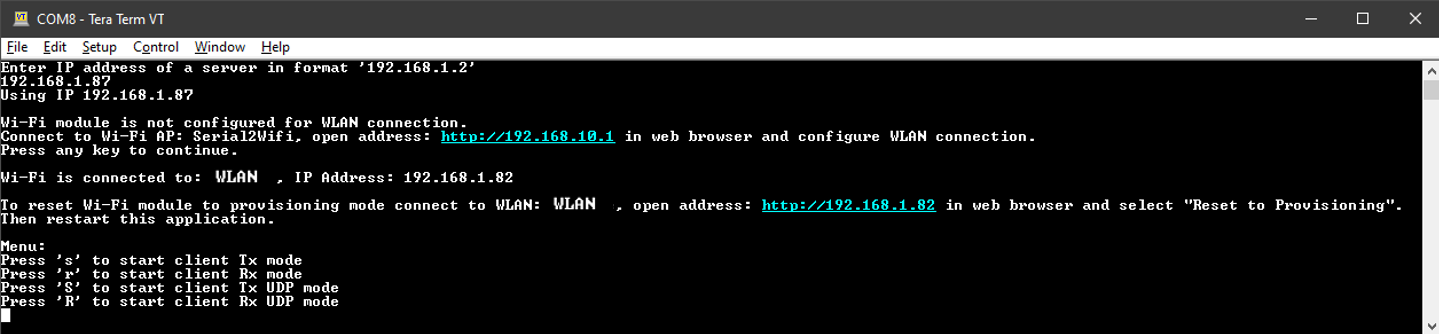 COM8 - Tera Term VT
File Edit Setup Control Window Help
Enter IP address of a server in format '192.168.1.2'
192.168.1.87
Using IP 192.168.1.87
Wi-Fi module is not configured for WLAN connection.
Connect to Wi-Fi AP: Serial2Wifi, open address: http://192.168.10.1 in web browser and configure WLAN connection.
Press any key to continue.
Wi-Fi is connected to: WLAN , IP Address: 192.168.1.82
To reset Wi-Fi module to provisioning mode connect to WLAN: WLAN , open address: http://192.168.1.82 in web browser and select "Reset to Provisioning".
Then restart this application.
Menu:
Press 's' to start client Tx mode
Press 'r' to start client Rx mode
Press 'S' to start client Tx UDP mode
Press 'R' to start client Rx UDP mode